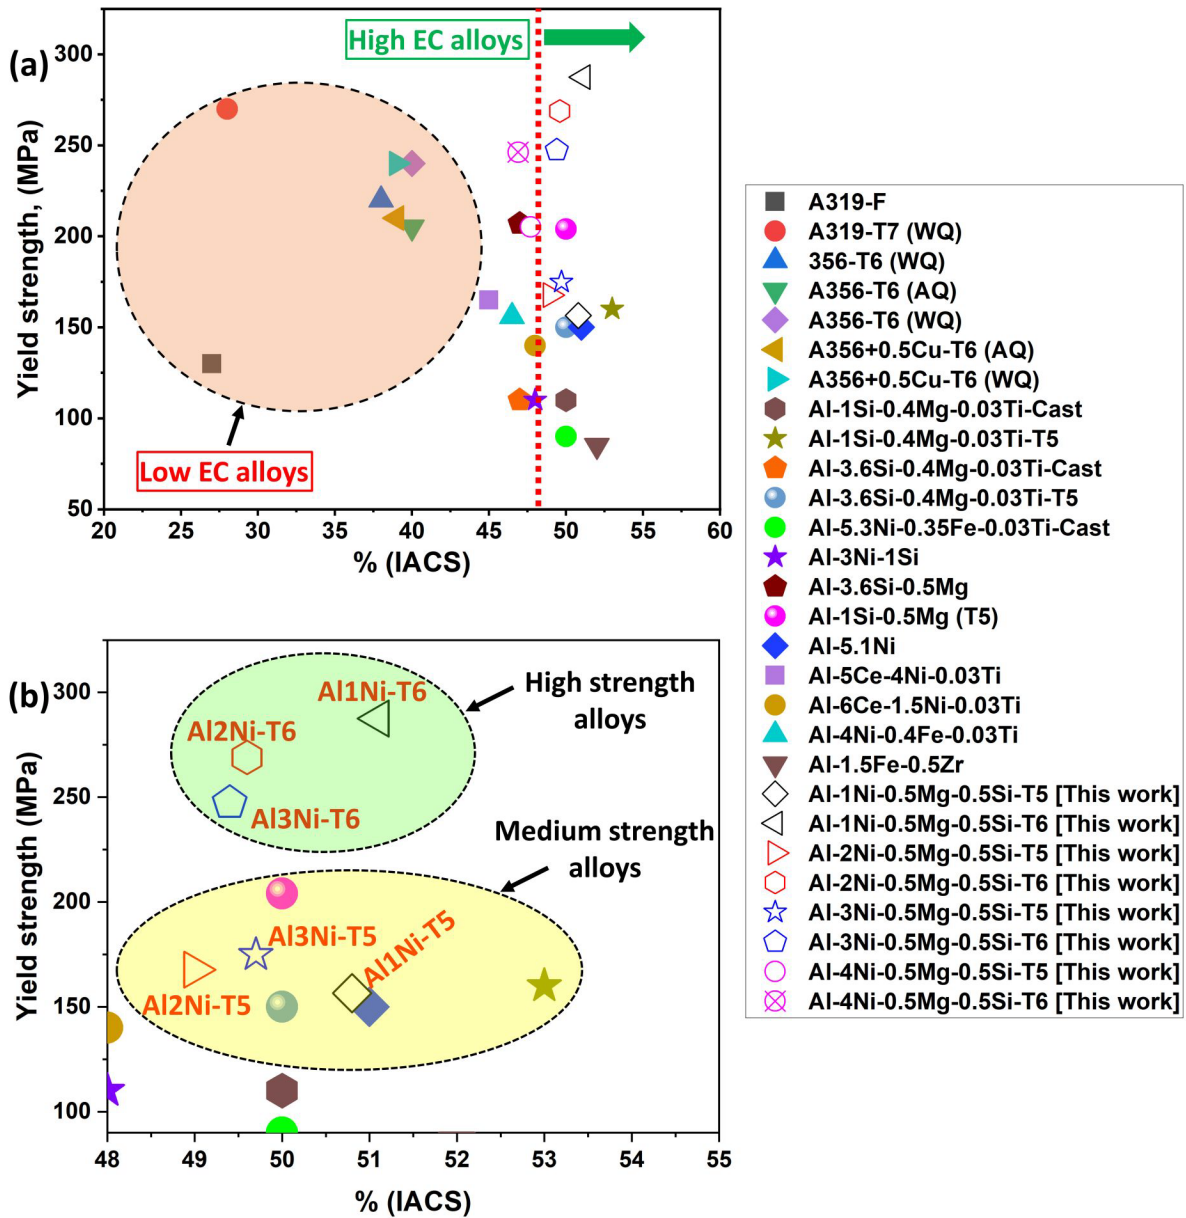 (a)
High EC alloys
Low EC alloys
Yield strength, (MPa)
300
250
200
150
100
50
20 25 30 35 40 45 50 55 60
% (IACS)
A319-F
A319-T7 (WQ)
356-T6 (WQ)
A356-T6 (AQ)
A356-T6 (WQ)
A356+0.5Cu-T6 (AQ)
A356+0.5Cu-T6 (WQ)
Al-1Si-0.4Mg-0.03Ti-Cast
Al-1Si-0.4Mg-0.03Ti-T5
Al-3.6Si-0.4Mg-0.03Ti-Cast
Al-3.6Si-0.4Mg-0.03Ti-T5
Al-5.3Ni-0.35Fe-0.03Ti-Cast
Al-3Ni-1Si
Al-3.6Si-0.5Mg
Al-1Si-0.5Mg (T5)
Al-5.1Ni
Al-5Ce-4Ni-0.03Ti
Al-6Ce-1.5Ni-0.03Ti
Al-4Ni-0.4Fe-0.03Ti
Al-1.5Fe-0.5Zr
Al-1Ni-0.5Mg-0.5Si-T5 [This work]
Al-1Ni-0.5Mg-0.5Si-T6 [This work]
Al-2Ni-0.5Mg-0.5Si-T5 [This work]
Al-2Ni-0.5Mg-0.5Si-T6 [This work]
Al-3Ni-0.5Mg-0.5Si-T5 [This work]
Al-3Ni-0.5Mg-0.5Si-T6 [This work]
Al-4Ni-0.5Mg-0.5Si-T5 [This work]
Al-4Ni-0.5Mg-0.5Si-T6 [This work]
(b)
Al1Ni-T6
Al2Ni-T6
Al3Ni-T6
High strength
alloys
Medium strength
alloys
Al3Ni-T5
Al1Ni-T5
Al2Ni-T5
Yield strength (MPa)
300
250
200
150
100
48 49 50 51 52 53 54 55
% (IACS)